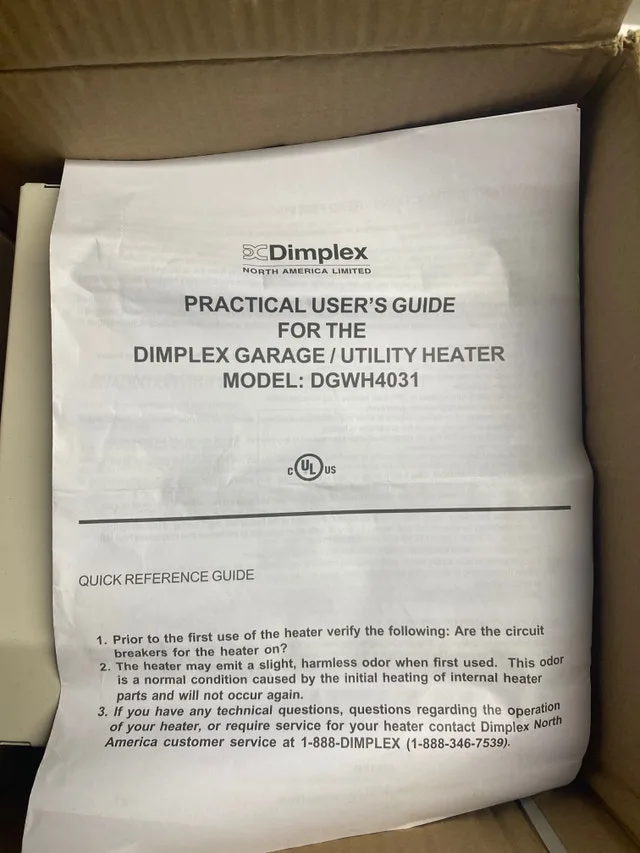 Dimplex
NORTH AMERICA LIMITED
PRACTICAL USER'S GUIDE
FOR THE
DIMPLEX GARAGE / UTILITY HEATER
MODEL: DGWH4031
c UL us
QUICK REFERENCE GUIDE
1. Prior to the first use of the heater verify the following: Are the circuit
breakers for the heater on?
2. The heater may emit a slight, harmless odor when first used. This odor
is a normal condition caused by the initial heating of internal heater
parts and will not occur again.
3. If you have any technical questions, questions regarding the operation
of your heater, or require service for your heater contact Dimplex North
America customer service at 1-888-DIMPLEX (1-888-346-7539).